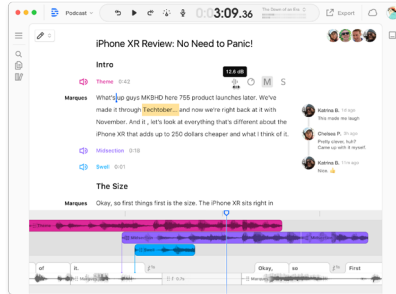 Podcast
0:03:09.36
Export
iPhone XR Review: No Need to Panic!
Intro
12.6 dB
Theme 0:42
M S
Marques What's up guys MKBHD here 755 product launches later. We've
made it through Techtober... and now we're right back at it with
November. And it , let's look at everything that's different about the
iPhone XR that adds up to 250 dollars cheaper and what I think of it.
Katrina B.
This made me laugh
Chelsea P.
Pretty clever, huh?
Came up with it myself
Katrina B.
Nice
Midsection 0:16
Swell 0:01
The Size
Marques Okay, so first things first is the size. The iPhone XR sits right in
of it. Okay, so First